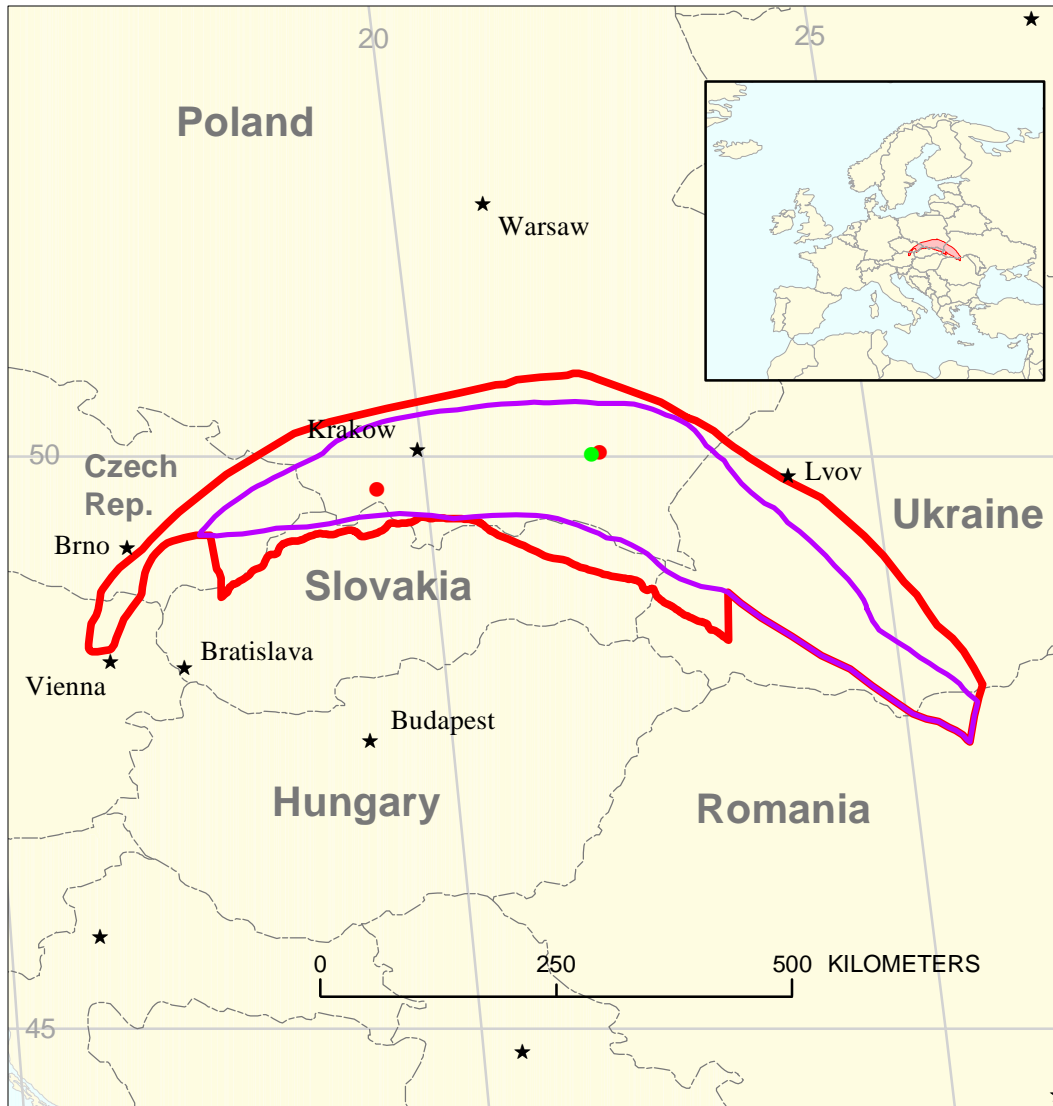 20
25
Poland
Warsaw
Krakow
50
Czech
Rep.
Lvov
Ukraine
Brno
Slovakia
Bratislava
Vienna
Budapest
Hungary
Romania
0 250 500 KILOMETERS
45